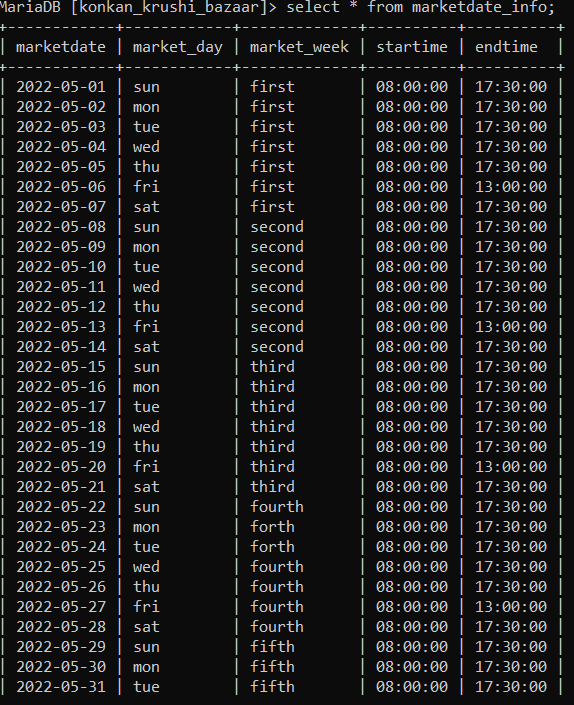 MariaDB [konkan_krushi_bazaar]> select * from marketdate_info;
+------------+------------+-------------+----------+----------+
| marketdate | market_day | market_week | startime | endtime  |
+------------+------------+-------------+----------+----------+
| 2022-05-01 | sun        | first       | 08:00:00 | 17:30:00 |
| 2022-05-02 | mon        | first       | 08:00:00 | 17:30:00 |
| 2022-05-03 | tue        | first       | 08:00:00 | 17:30:00 |
| 2022-05-04 | wed        | first       | 08:00:00 | 17:30:00 |
| 2022-05-05 | thu        | first       | 08:00:00 | 17:30:00 |
| 2022-05-06 | fri        | first       | 08:00:00 | 13:00:00 |
| 2022-05-07 | sat        | first       | 08:00:00 | 17:30:00 |
| 2022-05-08 | sun        | second      | 08:00:00 | 17:30:00 |
| 2022-05-09 | mon        | second      | 08:00:00 | 17:30:00 |
| 2022-05-10 | tue        | second      | 08:00:00 | 17:30:00 |
| 2022-05-11 | wed        | second      | 08:00:00 | 17:30:00 |
| 2022-05-12 | thu        | second      | 08:00:00 | 17:30:00 |
| 2022-05-13 | fri        | second      | 08:00:00 | 13:00:00 |
| 2022-05-14 | sat        | second      | 08:00:00 | 17:30:00 |
| 2022-05-15 | sun        | third       | 08:00:00 | 17:30:00 |
| 2022-05-16 | mon        | third       | 08:00:00 | 17:30:00 |
| 2022-05-17 | tue        | third       | 08:00:00 | 17:30:00 |
| 2022-05-18 | wed        | third       | 08:00:00 | 17:30:00 |
| 2022-05-19 | thu        | third       | 08:00:00 | 17:30:00 |
| 2022-05-20 | fri        | third       | 08:00:00 | 13:00:00 |
| 2022-05-21 | sat        | third       | 08:00:00 | 17:30:00 |
| 2022-05-22 | sun        | fourth      | 08:00:00 | 17:30:00 |
| 2022-05-23 | mon        | forth       | 08:00:00 | 17:30:00 |
| 2022-05-24 | tue        | forth       | 08:00:00 | 17:30:00 |
| 2022-05-25 | wed        | fourth      | 08:00:00 | 17:30:00 |
| 2022-05-26 | thu        | fourth      | 08:00:00 | 17:30:00 |
| 2022-05-27 | fri        | fourth      | 08:00:00 | 13:00:00 |
| 2022-05-28 | sat        | fourth      | 08:00:00 | 17:30:00 |
| 2022-05-29 | sun        | fifth       | 08:00:00 | 17:30:00 |
| 2022-05-30 | mon        | fifth       | 08:00:00 | 17:30:00 |
| 2022-05-31 | tue        | fifth       | 08:00:00 | 17:30:00 |